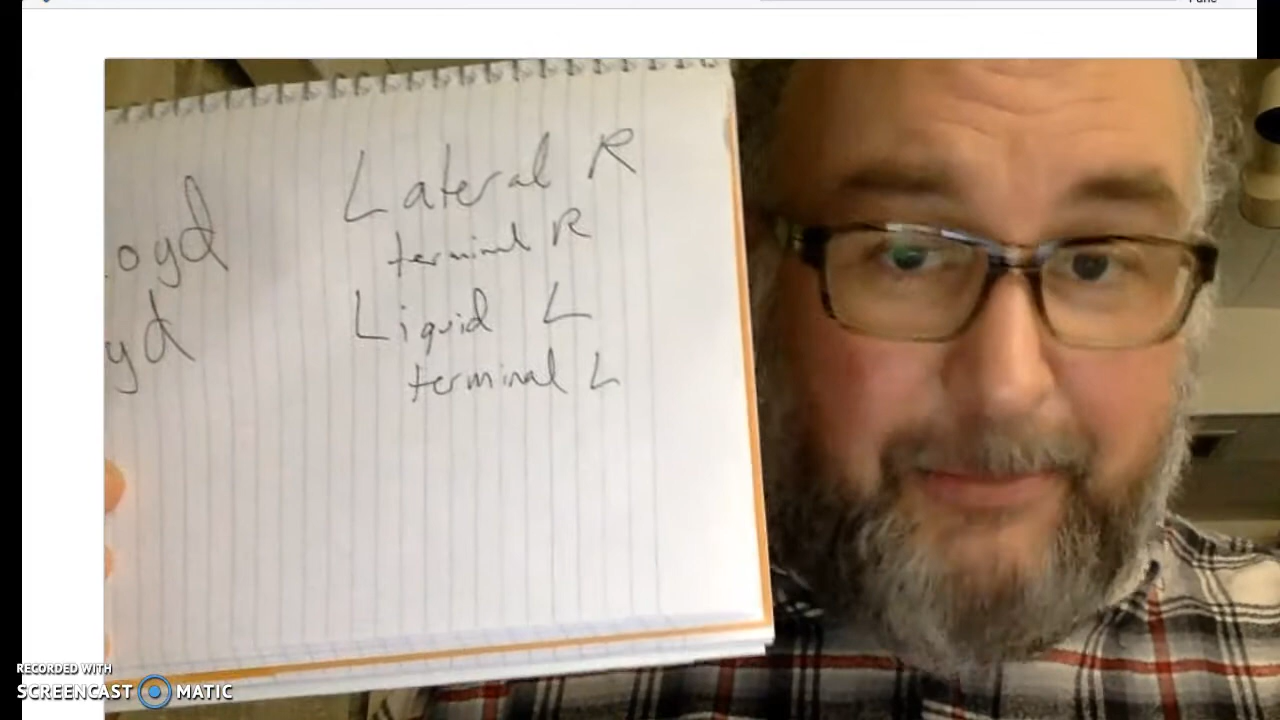 Lateral R
terminal R
Liquid L
terminal L
oyd
yd
RECORDED WITH
SCREENCAST MATIC